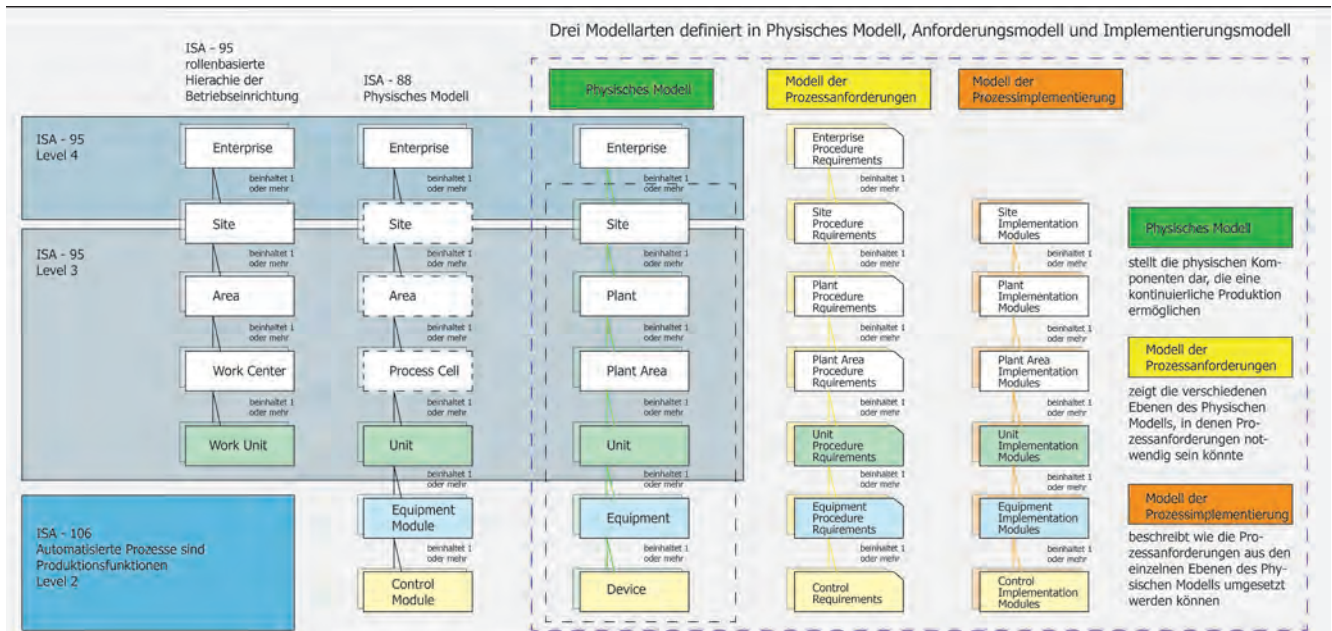 Drei Modellarten definiert in Physisches Modell, Anforderungsmodell und Implementierungsmodell
ISA - 95
rollenbasierte
Hierachie der
Betriebseinrichtung
ISA - 88
Physisches Modell
Physisches Modell
Modell der
Prozessanforderungen
Modell der
Prozessimplementierung
ISA - 95
Level 4
Enterprise
Enterprise
Enterprise
Enterprise
Procedure
Requirements
beinhaltet 1
oder mehr
beinhaltet 1
oder mehr
beinhaltet 1
oder mehr
beinhaltet 1
oder mehr
Site
Site
Site
Site
Procedure
Rquirements
Site
Implementation
Modules
ISA - 95
Level 3
beinhaltet 1
oder mehr
beinhaltet 1
oder mehr
beinhaltet 1
oder mehr
beinhaltet 1
oder mehr
beinhaltet 1
oder mehr
Area
Area
Plant
Plant
Procedure
Rquirements
Plant
Implementation
Modules
beinhaltet 1
oder mehr
beinhaltet 1
oder mehr
beinhaltet 1
oder mehr
beinhaltet 1
oder mehr
beinhaltet 1
oder mehr
Work Center
Process Cell
Plant Area
Plant Area
Procedure
Rquirements
Plant Area
Implementation
Modules
beinhaltet 1
oder mehr
beinhaltet 1
oder mehr
beinhaltet 1
oder mehr
beinhaltet 1
oder mehr
beinhaltet 1
oder mehr
Work Unit
Unit
Unit
Unit
Procedure
Rquirements
Unit
Implementation
Modules
beinhaltet 1
oder mehr
beinhaltet 1
oder mehr
beinhaltet 1
oder mehr
beinhaltet 1
oder mehr
ISA - 106
Automatisierte Prozesse sind
Produktionsfunktionen
Level 2
Equipment
Module
Equipment
Equipment
Procedure
Requirements
Equipment
Implementation
Modules
beinhaltet 1
oder mehr
beinhaltet 1
oder mehr
beinhaltet 1
oder mehr
beinhaltet 1
oder mehr
Control
Module
Device
Control
Requirements
Control
Implementation
Modules
Physisches Modell
stellt die physischen Kom-
ponenten dar, die eine
kontinuierliche Produktion
ermöglichen
Modell der
Prozessanforderungen
zeigt die verschiedenen
Ebenen des Physischen
Modells, in denen Pro-
zessanforderungen not-
wendig sein könnte
Modell der
Prozessimplementierung
beschreibt wie die Pro-
zessanforderungen aus den
einzelnen Ebenen des Phy-
sischen Modells umgesetzt
werden können